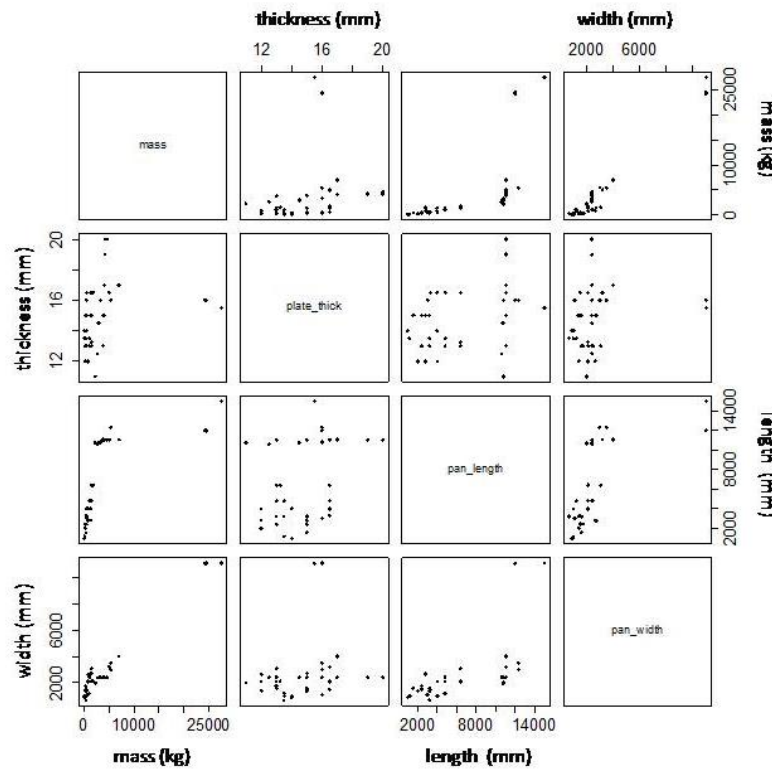 thickness (mm) width (mm)
12 14 16 18 20 2000 6000
mass
25000
10000
0
mass (kg)
thickness (mm)
20
16
12
plate_thick
pan_length
14000
8000
2000
length (mm)
width (mm)
6000
2000
pan_width
0 10000 25000 2000 8000 14000
mass (kg) length (mm)